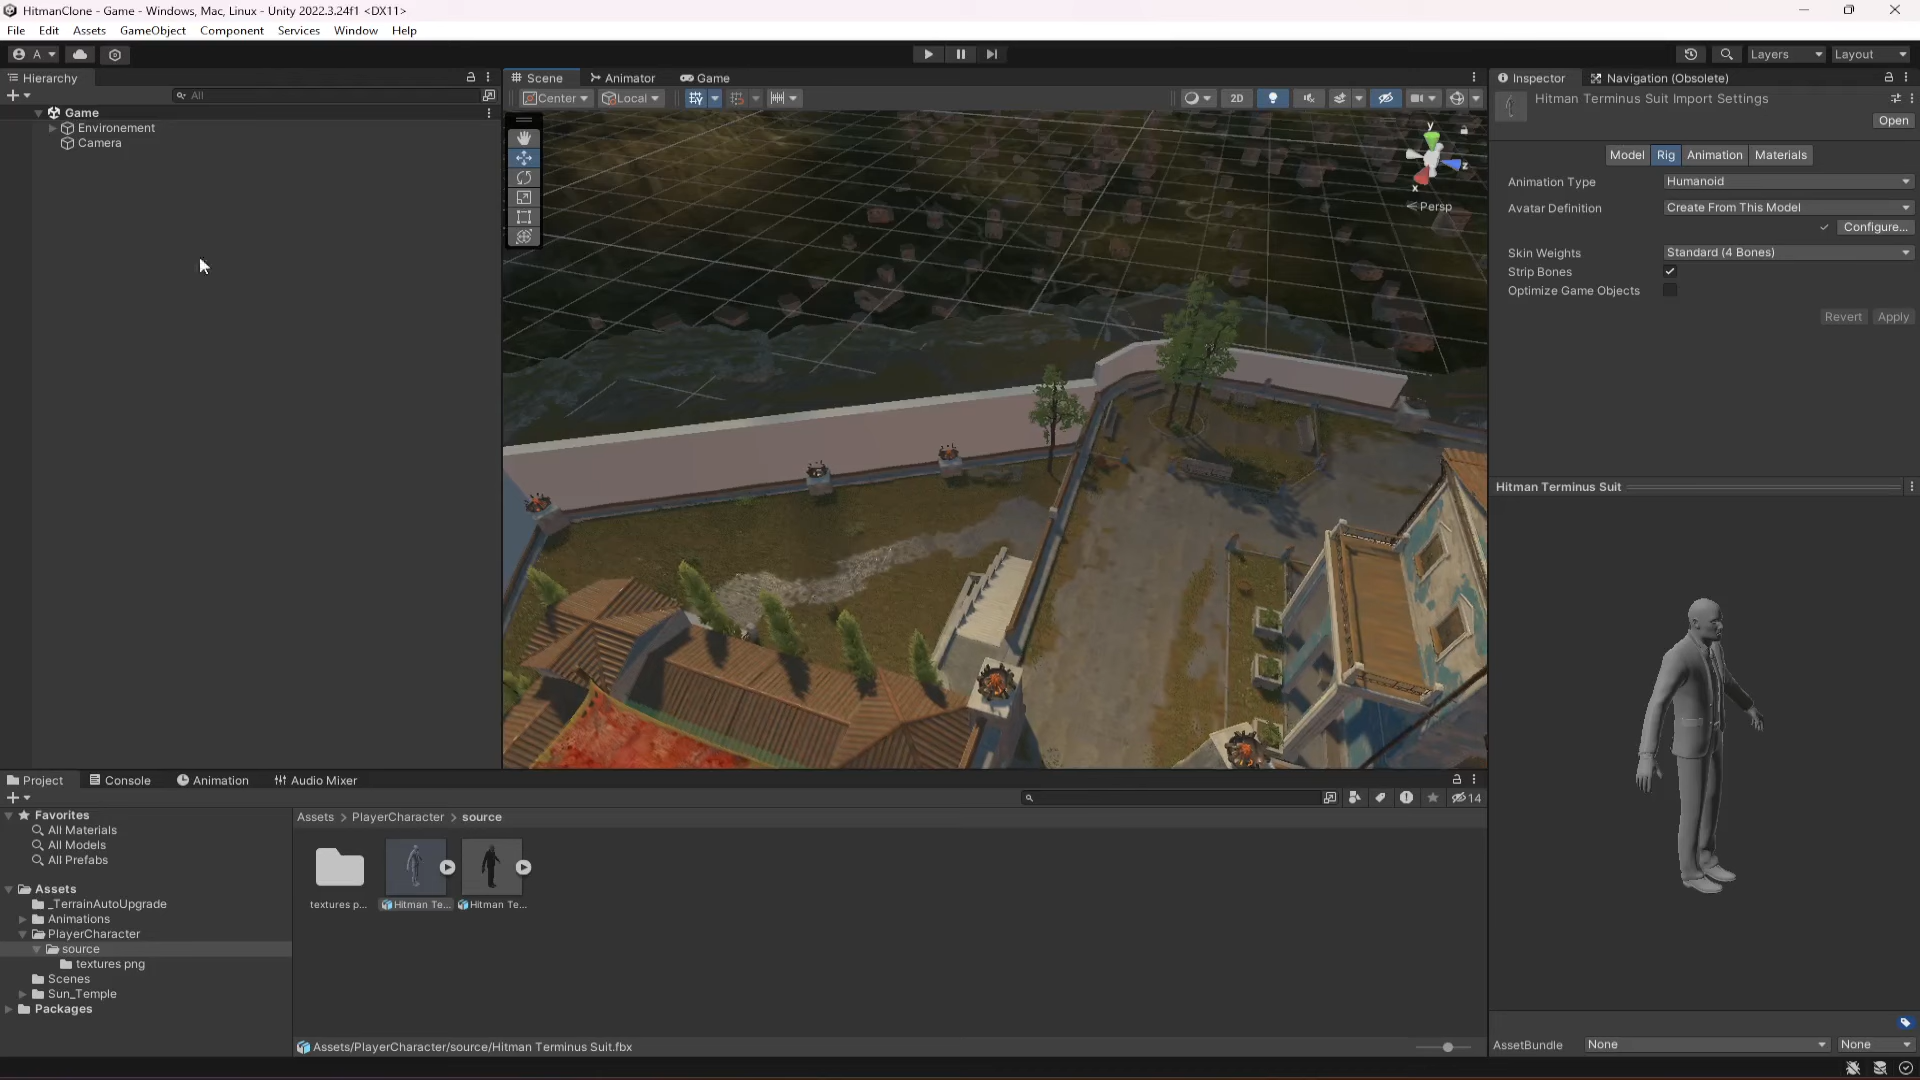 HitmanClone - Game - Windows, Mac, Linux - Unity 2022.3.24f1 <DX11>
File Edit Assets GameObject Component Services Window Help
A
Layers
Layout
Hierarchy
Scene
Animator
Game
Inspector
Navigation (Obsolete)
All
Center
Local
2D
Hitman Terminus Suit Import Settings
Open
Game
Environement
Camera
y
z
x
Persp
Model
Rig
Animation
Materials
Animation Type
Humanoid
Avatar Definition
Create From This Model
Configure...
Skin Weights
Standard (4 Bones)
Strip Bones
Optimize Game Objects
Revert
Apply
Hitman Terminus Suit
Project
Console
Animation
Audio Mixer
14
Favorites
All Materials
All Models
All Prefabs
Assets
_TerrainAutoUpgrade
Animations
PlayerCharacter
source
textures png
Scenes
Sun_Temple
Packages
Assets > PlayerCharacter > source
textures p...
Hitman Te...
Hitman Te...
Assets/PlayerCharacter/source/Hitman Terminus Suit.fbx
AssetBundle
None
None